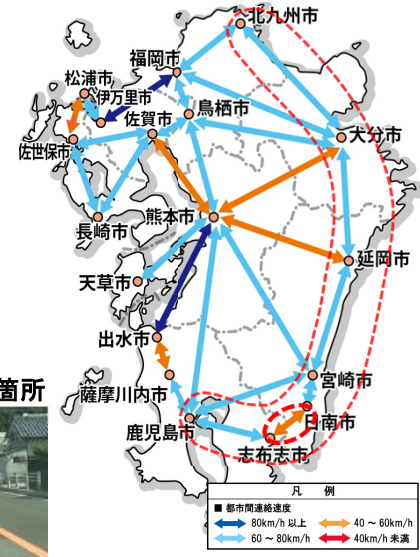 北九州市
福岡市
松浦市
伊万里市
鳥栖市
佐賀市
大分市
佐世保市
長崎市
熊本市
天草市
延岡市
出水市
薩摩川内市
宮崎市
鹿児島市
日南市
志布志市
箇所
凡 例
■ 都市間連絡速度
80km/h 以上
40 ～ 60km/h
60 ～ 80km/h
40km/h 未満